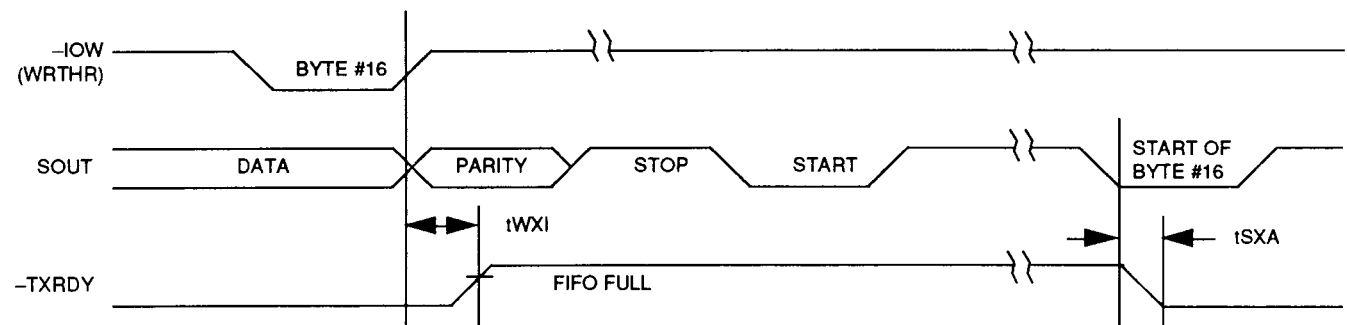 –IOW
(WRTHR)
BYTE #16
SOUT
DATA
PARITY
STOP
START
START OF
BYTE #16
tWXI
tSXA
–TXRDY
FIFO FULL